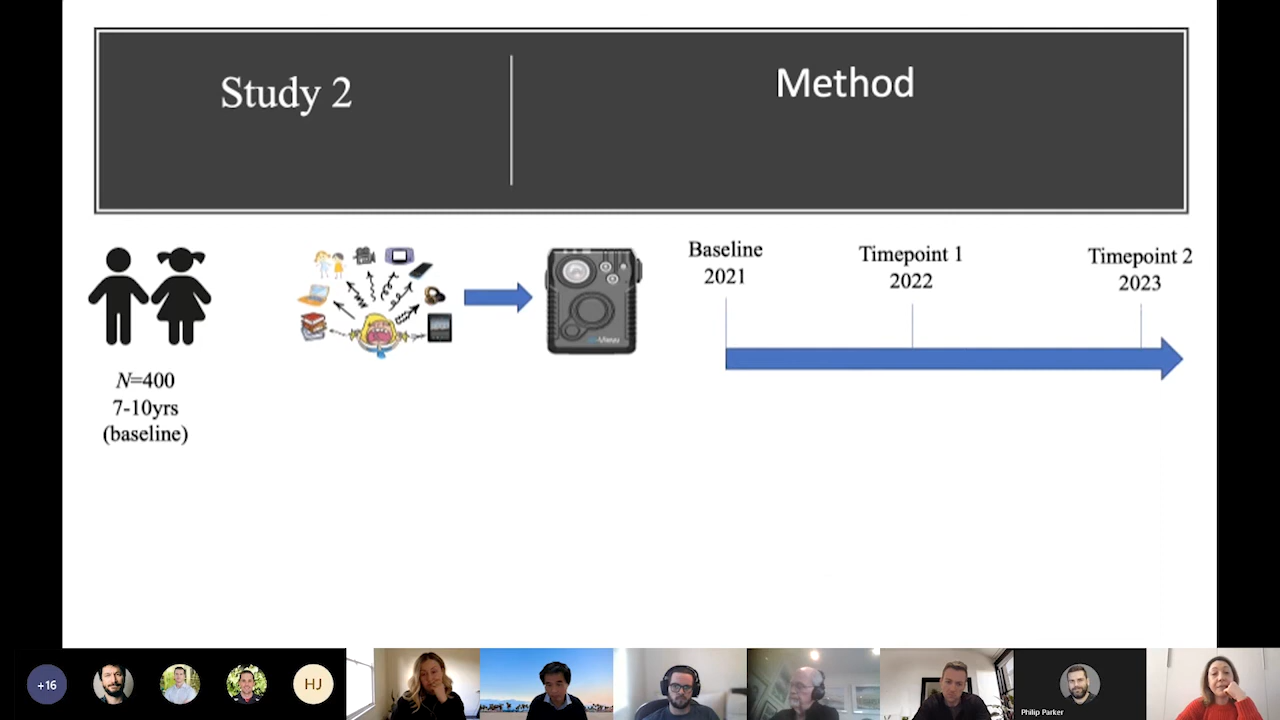 Study 2
Method
Baseline
2021
Timepoint 1
2022
Timepoint 2
2023
N=400
7-10yrs
(baseline)
+16
HJ
Philip Parker